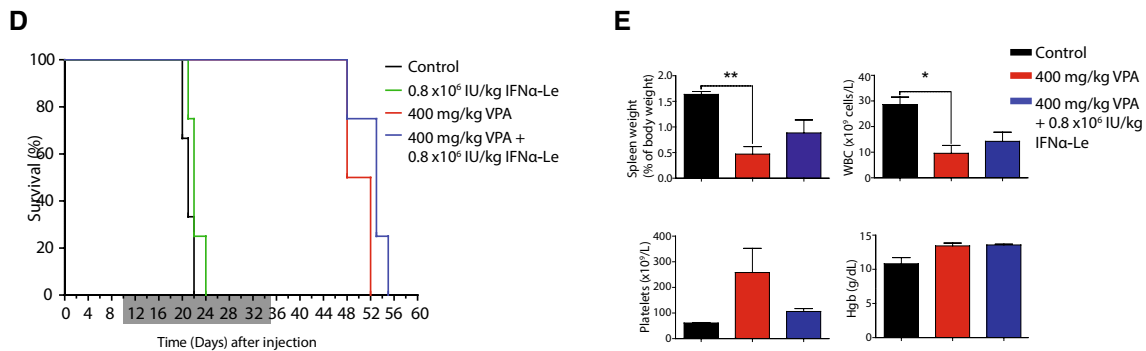 D
Survival (%)
100
80
60
40
20
0
0 4 8 12 16 20 24 28 32 36 40 44 48 52 56 60
Time (Days) after injection
Control
0.8 x10⁶ IU/kg IFNα-Le
400 mg/kg VPA
400 mg/kg VPA +
0.8 x10⁶ IU/kg IFNα-Le
E
Spleen weight
(% of body weight)
2.0
1.5
1.0
0.5
0.0
**
WBC (x10⁹ cells/L)
40
30
20
10
0
*
Control
400 mg/kg VPA
400 mg/kg VPA
+ 0.8 x10⁶ IU/kg
IFNα-Le
Platelets (x10⁹/L)
400
300
200
100
0
Hgb (g/dL)
15
10
5
0